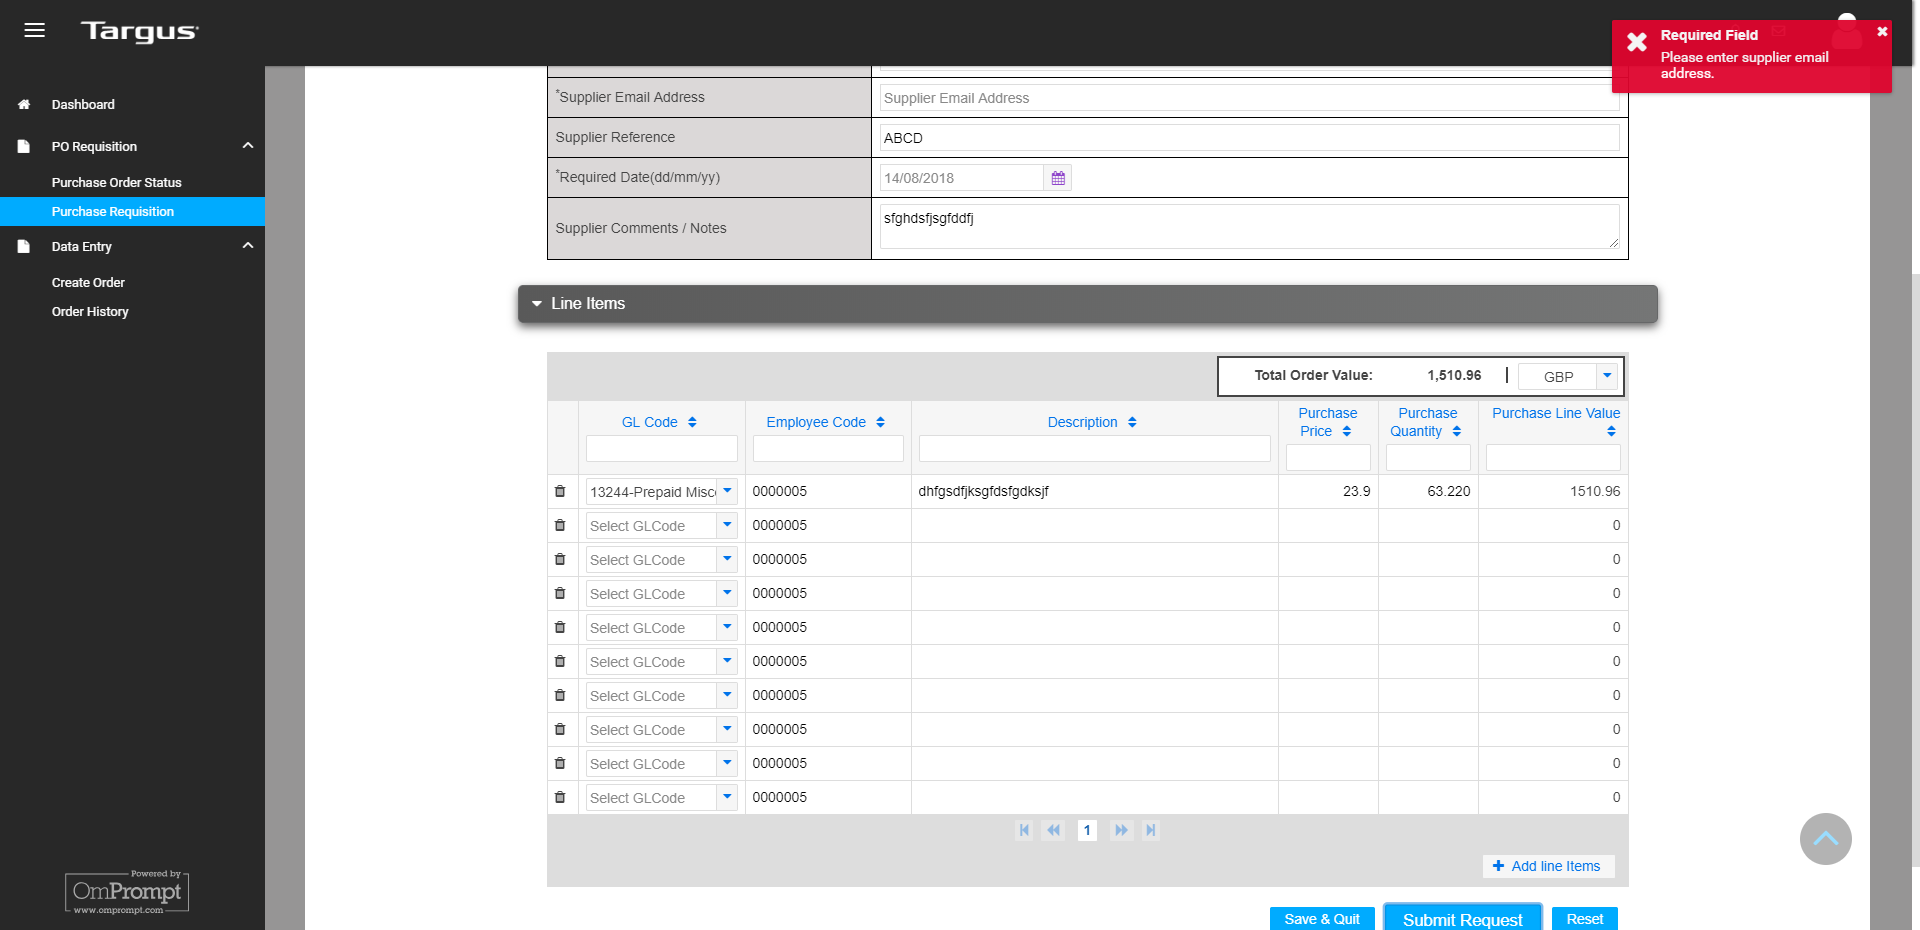 Targus
Required Field
Please enter supplier email
address.
Dashboard
PO Requisition
Purchase Order Status
Purchase Requisition
Data Entry
Create Order
Order History
*Supplier Email Address
Supplier Email Address
Supplier Reference
ABCD
*Required Date(dd/mm/yy)
14/08/2018
Supplier Comments / Notes
sfghdsfjsgfddfj
Line Items
Total Order Value: 1,510.96 | GBP
GL Code Employee Code Description Purchase Price Purchase Quantity Purchase Line Value
13244-Prepaid Misc 0000005 dhfgsdfjksgfdsfgdksjf 23.9 63.220 1510.96
Select GLCode 0000005 0
Select GLCode 0000005 0
Select GLCode 0000005 0
Select GLCode 0000005 0
Select GLCode 0000005 0
Select GLCode 0000005 0
Select GLCode 0000005 0
Select GLCode 0000005 0
Select GLCode 0000005 0
1
Add line Items
Save & Quit Submit Request Reset
Powered by
OmPrompt
www.omprompt.com